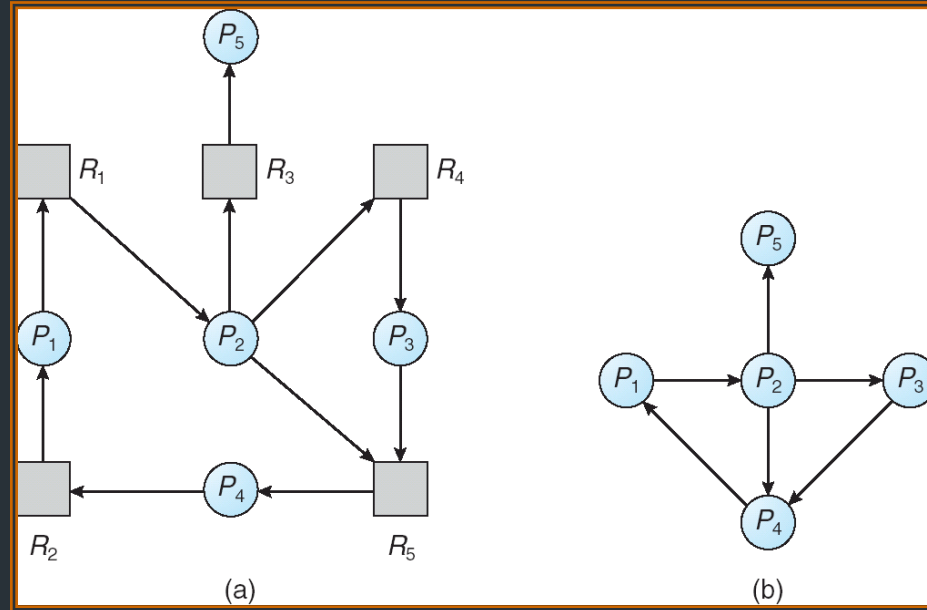 P₅
R₁ R₃ R₄
P₅
P₁ P₂ P₃
P₁ P₂ P₃
P₄
P₄
R₂ R₅
(a) (b)